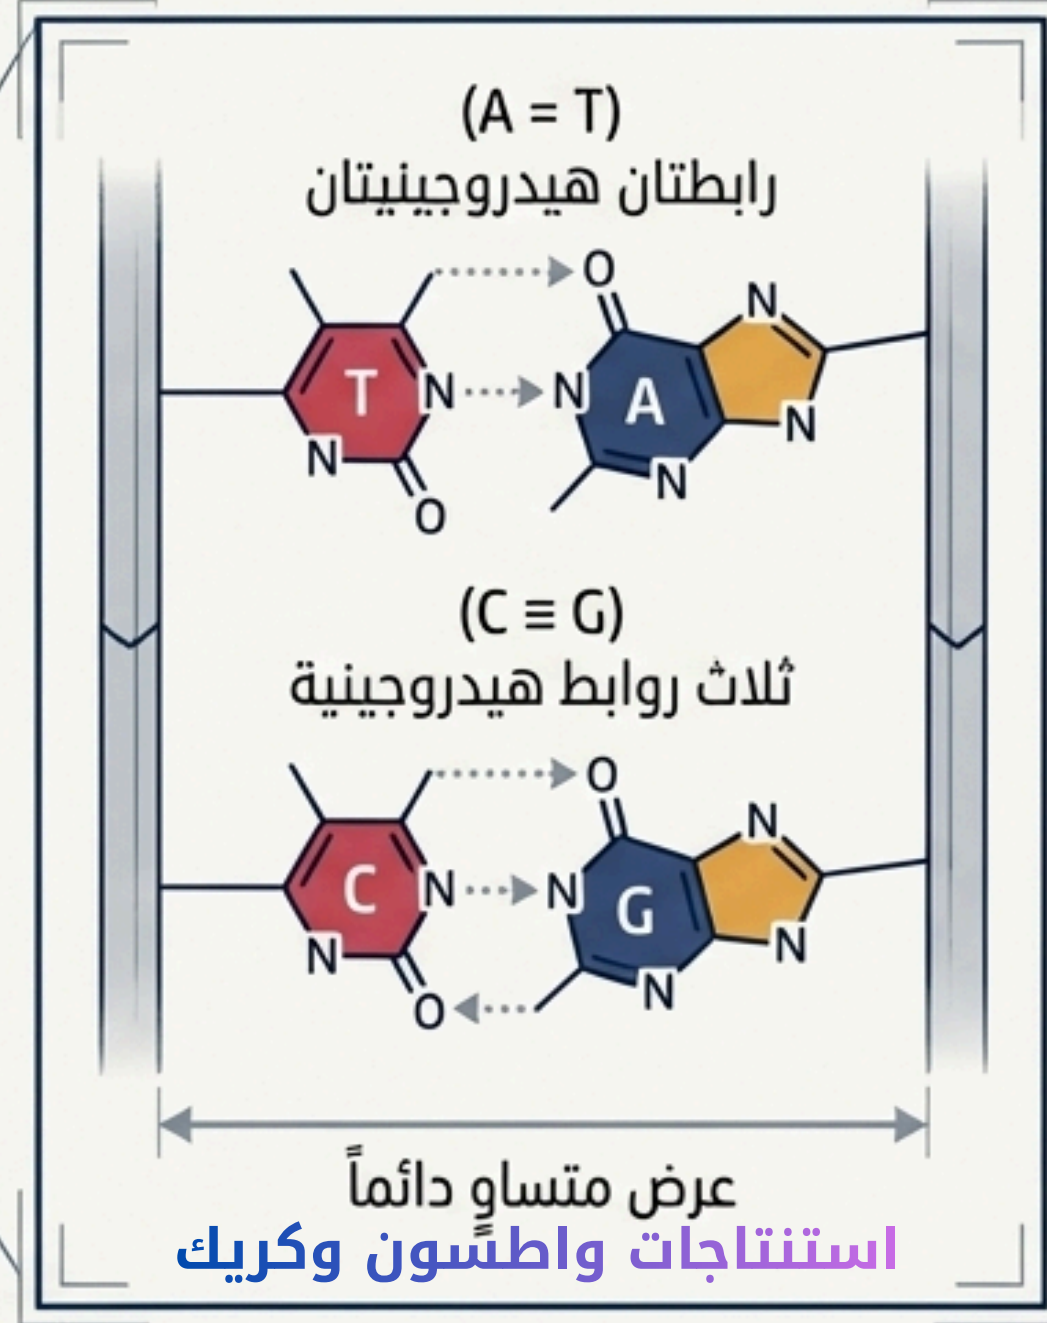 (A = T)
رابطتان هيدروجينيتان
O
N
T
N
N
A
N
N
N
O
(C ≡ G)
ثلاث روابط هيدروجينية
O
N
C
N
N
G
N
N
N
O
عرض متساوٍ دائماً
استنتاجات واطسون وكريك